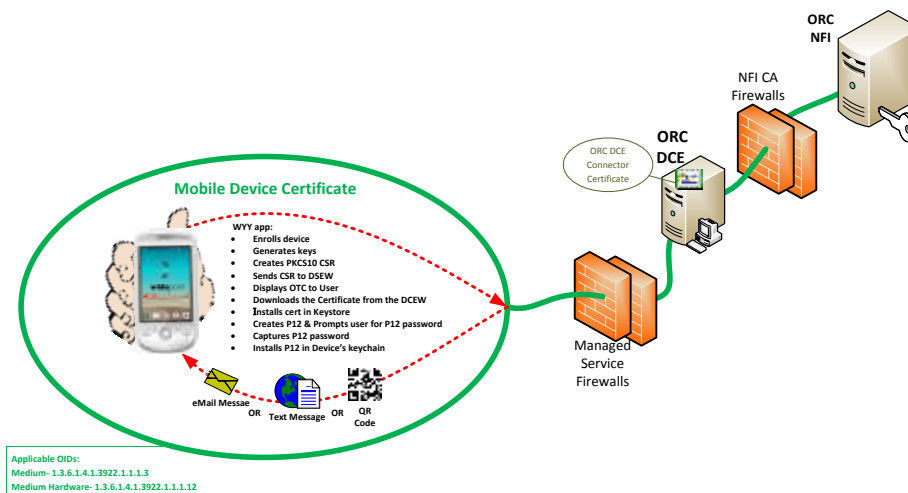 ORC
NFI
NFI CA
Firewalls
ORC
DCE
ORC DCE
Connector
Certificate
Mobile Device Certificate
WYY app:
• Enrolls device
• Generates keys
• Creates PKCS10 CSR
• Sends CSR to DSEW
• Displays OTC to User
• Downloads the Certificate from the DCEW
• Installs cert in Keystore
• Creates P12 & Prompts user for P12 password
• Captures P12 password
• Installs P12 in Device's keychain
Managed
Service
Firewalls
eMail Messae
OR
Text Message
OR
QR
Code
Applicable OIDs:
Medium- 1.3.6.1.4.1.3922.1.1.1.3
Medium Hardware- 1.3.6.1.4.1.3922.1.1.1.12